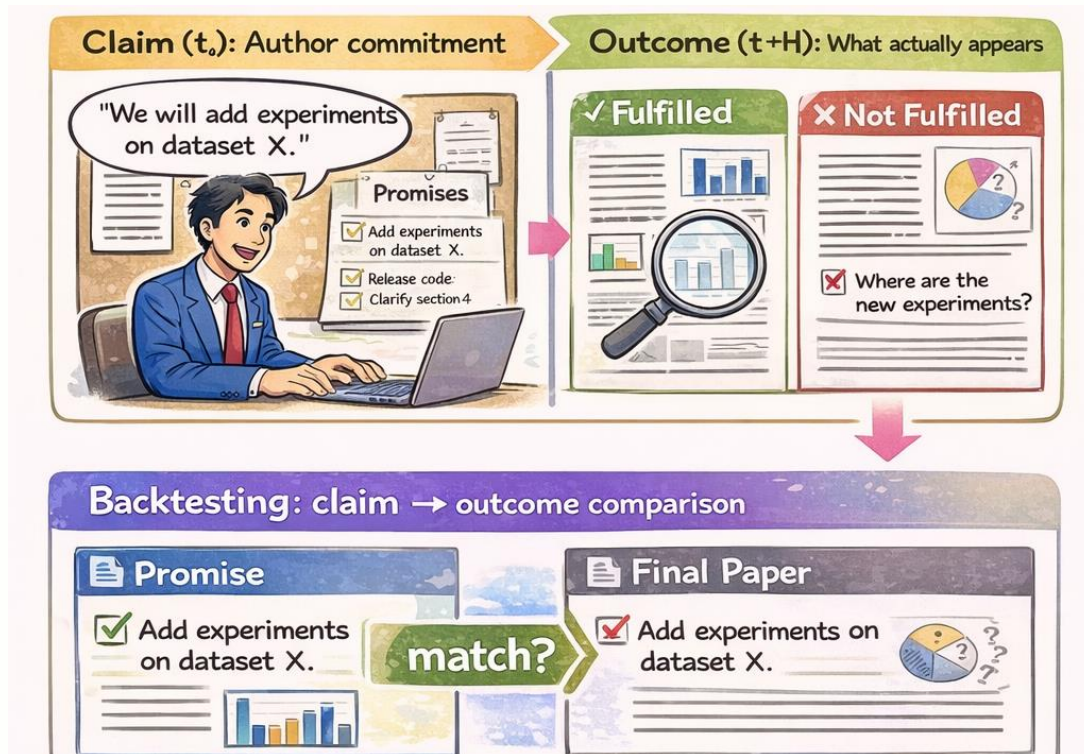 Claim (t₀): Author commitment
Outcome (t+H): What actually appears
"We will add experiments
on dataset X."
Promises
Add experiments
on dataset X.
Release code
Clarify section 4
✓ Fulfilled
✗ Not Fulfilled
?
?
Where are the
new experiments?
Backtesting: claim → outcome comparison
Promise
Add experiments
on dataset X.
match?
Final Paper
Add experiments on
dataset X.
?
? ? ?